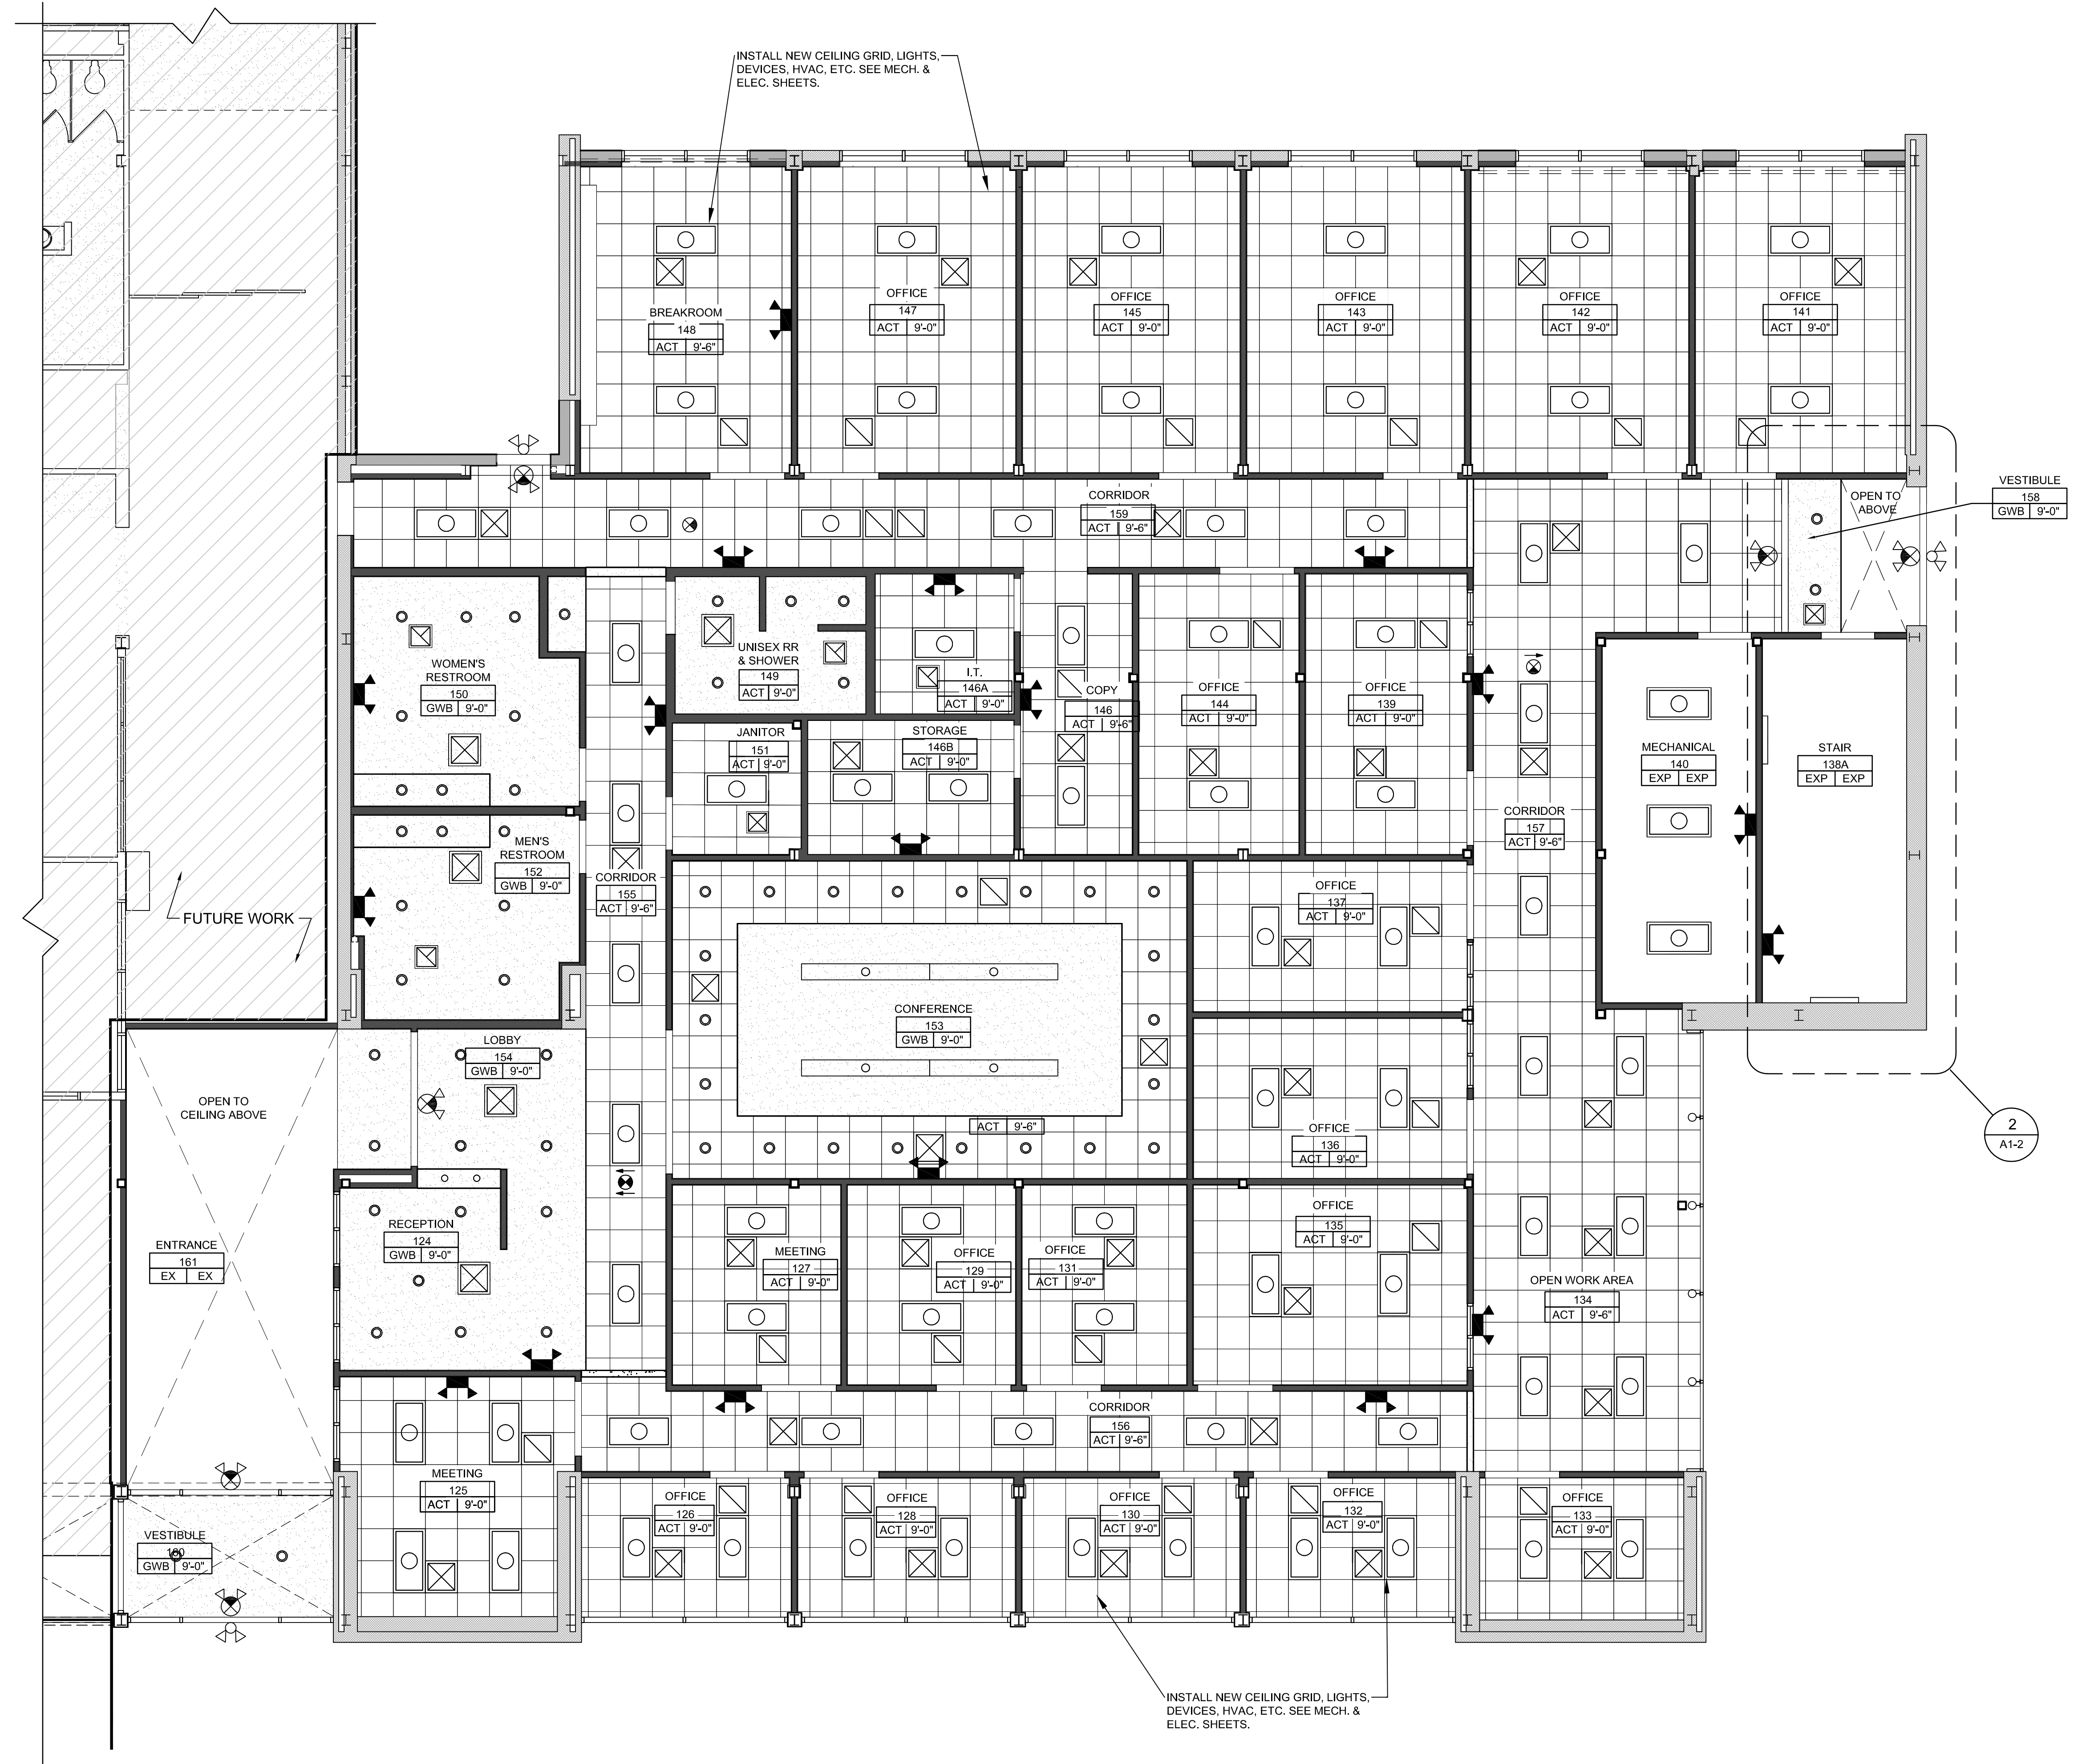 INSTALL NEW CEILING GRID, LIGHTS,
DEVICES, HVAC, ETC. SEE MECH. &
ELEC. SHEETS.
BREAKROOM
148
ACT 9'-6"
OFFICE
147
ACT 9'-0"
OFFICE
145
ACT 9'-0"
OFFICE
143
ACT 9'-0"
OFFICE
142
ACT 9'-0"
OFFICE
141
ACT 9'-0"
CORRIDOR
159
ACT 9'-6"
OPEN TO
ABOVE
VESTIBULE
158
GWB 9'-0"
WOMEN'S
RESTROOM
150
GWB 9'-0"
UNISEX RR
& SHOWER
149
ACT 9'-0"
I.T.
146A
ACT 9'-0"
COPY
146
ACT 9'-6"
OFFICE
144
ACT 9'-0"
OFFICE
139
ACT 9'-0"
JANITOR
151
ACT 9'-0"
STORAGE
146B
ACT 9'-0"
MECHANICAL
140
EXP EXP
STAIR
138A
EXP EXP
CORRIDOR
157
ACT 9'-6"
MEN'S
RESTROOM
152
GWB 9'-0"
CORRIDOR
155
ACT 9'-6"
FUTURE WORK
OFFICE
137
ACT 9'-0"
CONFERENCE
153
GWB 9'-0"
ACT 9'-6"
LOBBY
154
GWB 9'-0"
OPEN TO
CEILING ABOVE
OFFICE
136
ACT 9'-0"
2
A1-2
RECEPTION
124
GWB 9'-0"
ENTRANCE
161
EX EX
MEETING
127
ACT 9'-0"
OFFICE
129
ACT 9'-0"
OFFICE
131
ACT 9'-0"
OFFICE
135
ACT 9'-0"
OPEN WORK AREA
134
ACT 9'-6"
CORRIDOR
156
ACT 9'-6"
MEETING
125
ACT 9'-0"
OFFICE
126
ACT 9'-0"
OFFICE
128
ACT 9'-0"
OFFICE
130
ACT 9'-0"
OFFICE
132
ACT 9'-0"
OFFICE
133
ACT 9'-0"
VESTIBULE
160
GWB 9'-0"
INSTALL NEW CEILING GRID, LIGHTS,
DEVICES, HVAC, ETC. SEE MECH. &
ELEC. SHEETS.